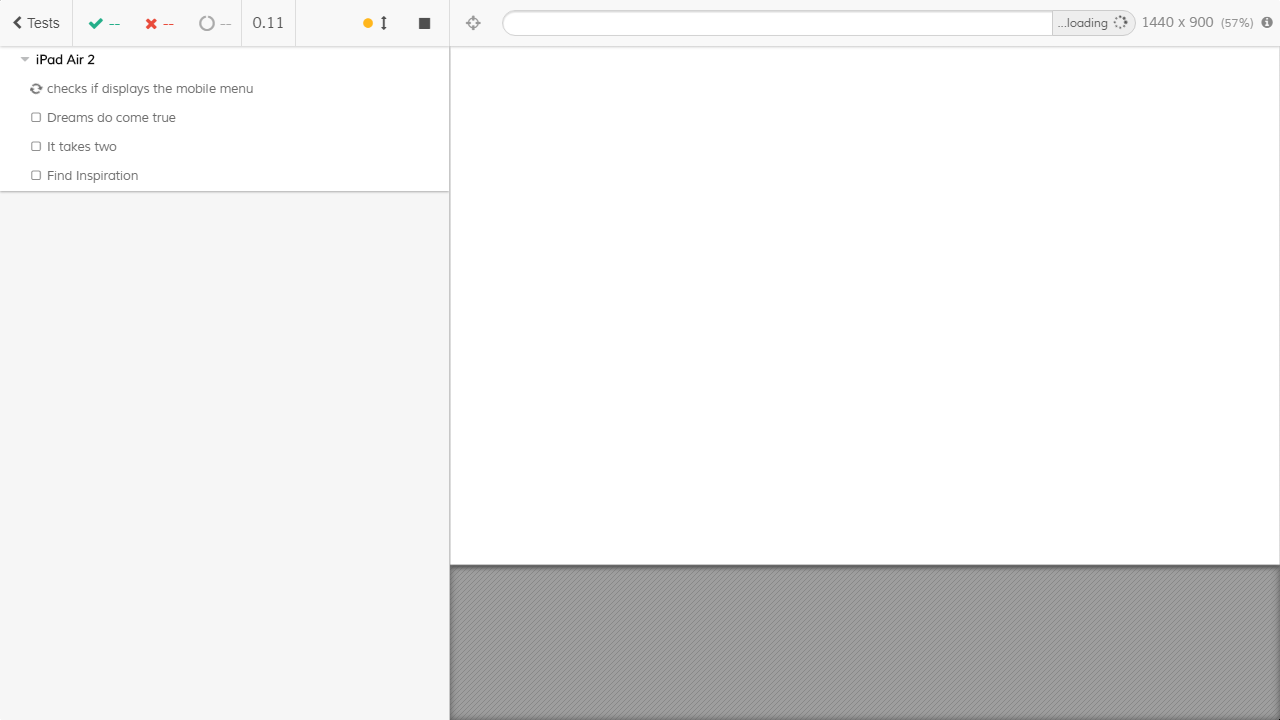 Tests -- -- -- 0.11 ...loading 1440 x 900 (57%)
iPad Air 2
checks if displays the mobile menu
Dreams do come true
It takes two
Find Inspiration